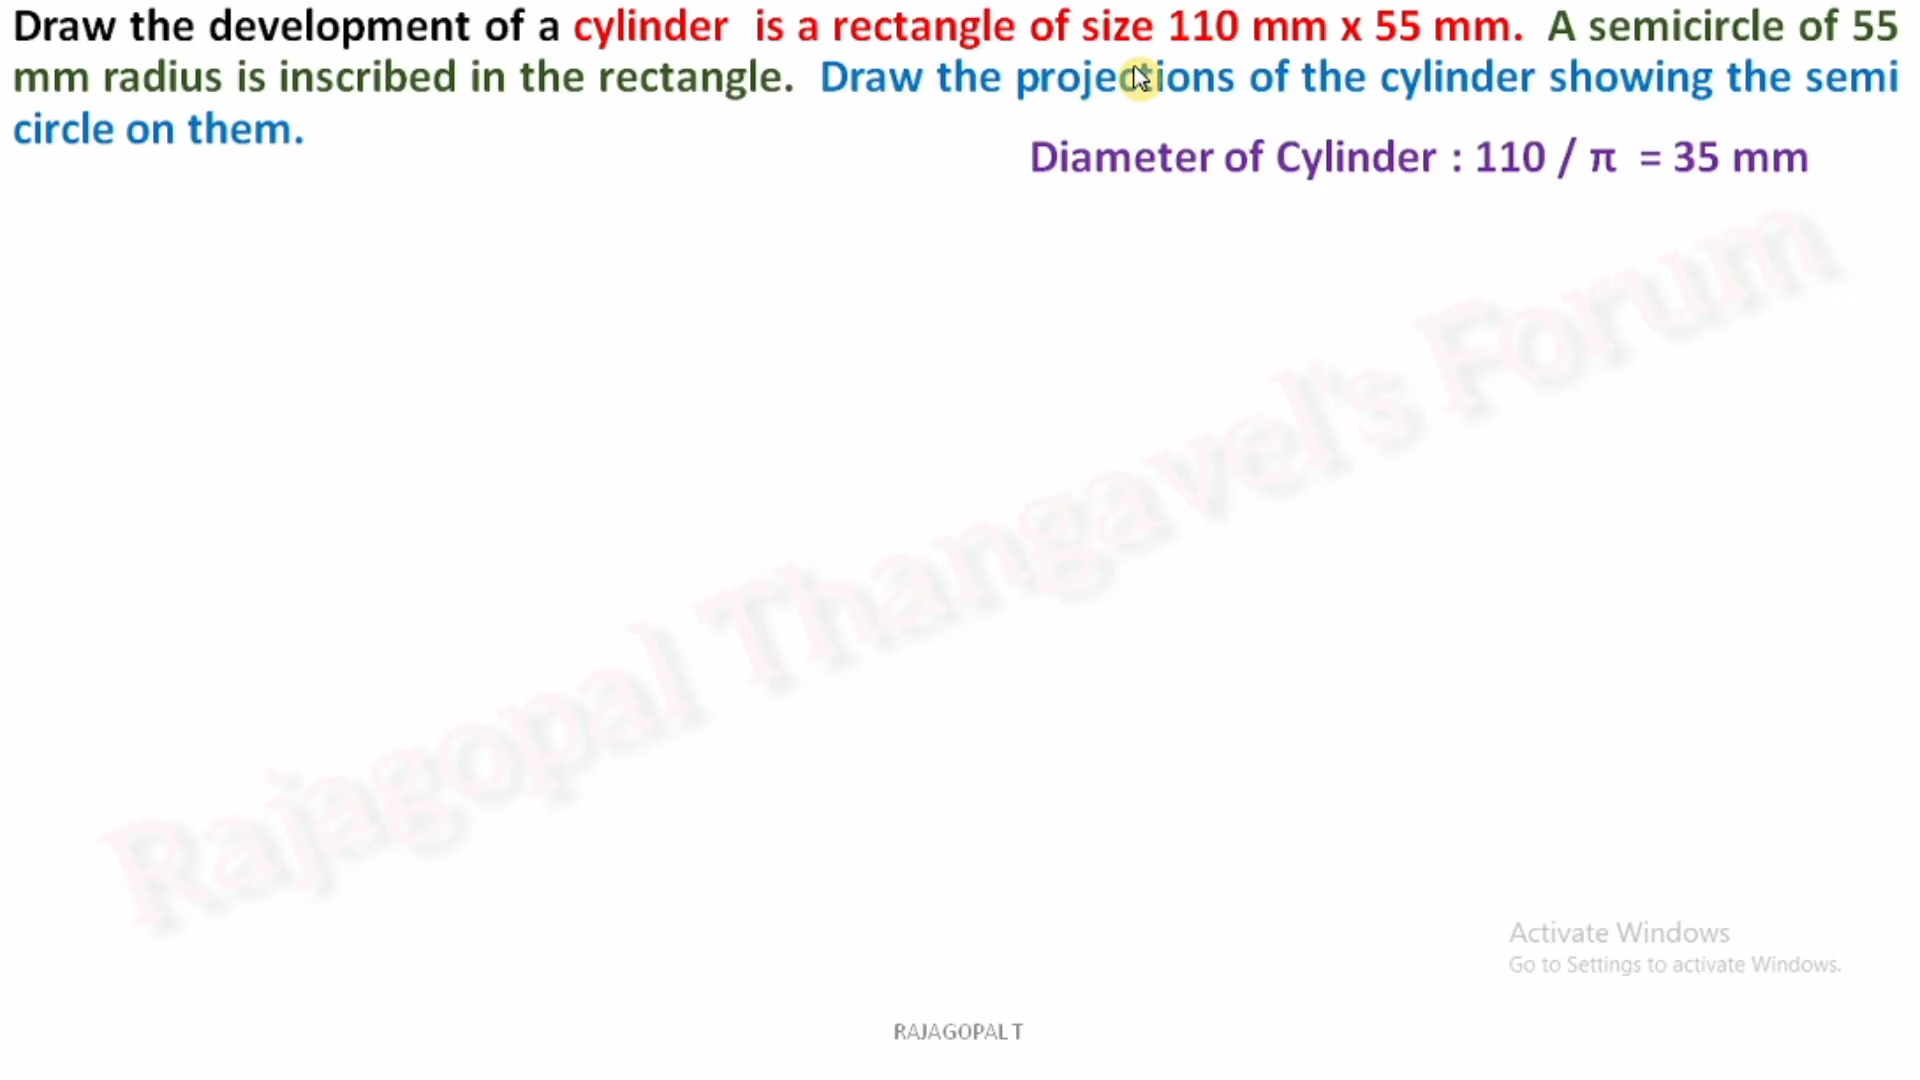 Draw the development of a cylinder is a rectangle of size 110 mm x 55 mm. A semicircle of 55
mm radius is inscribed in the rectangle. Draw the projections of the cylinder showing the semi
circle on them.
Diameter of Cylinder : 110 / π = 35 mm
Rajagopal Thangavel's Forum
Activate Windows
Go to Settings to activate Windows.
RAJAGOPAL T